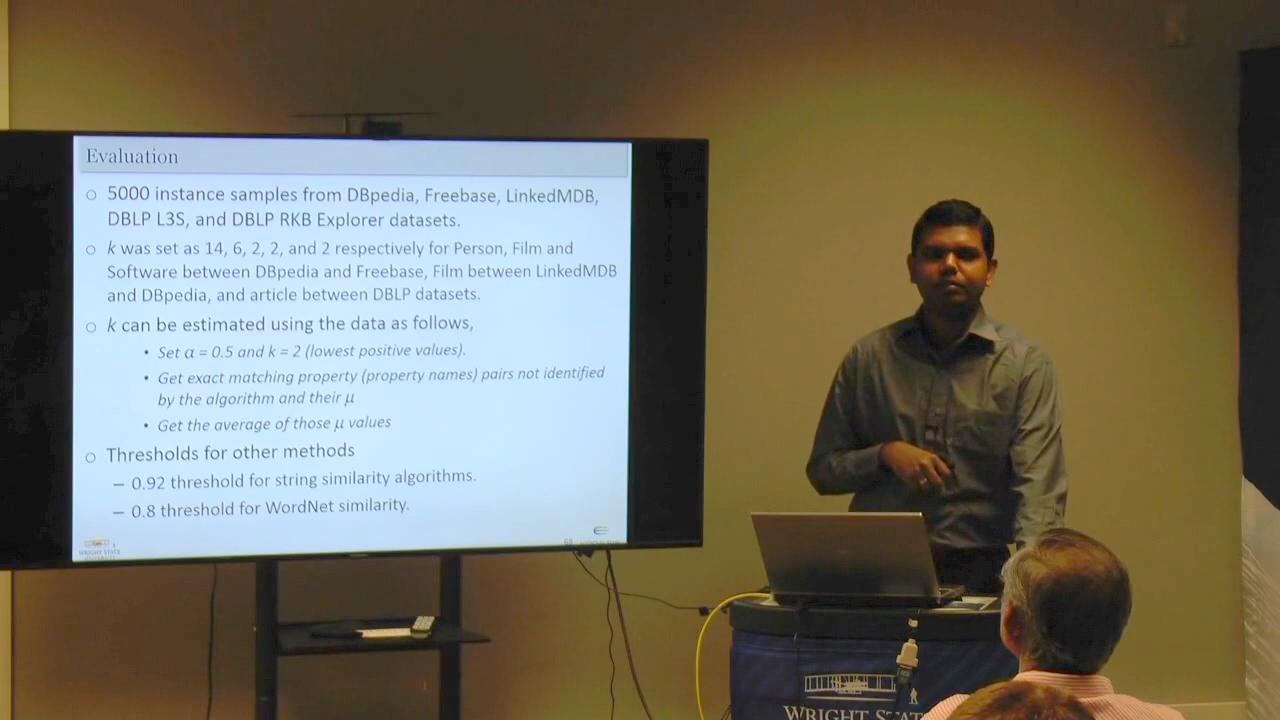 Evaluation
○ 5000 instance samples from DBpedia, Freebase, LinkedMDB,
DBLP L3S, and DBLP RKB Explorer datasets.
○ k was set as 14, 6, 2, 2, and 2 respectively for Person, Film and
Software between DBpedia and Freebase, Film between LinkedMDB
and DBpedia, and article between DBLP datasets.
○ k can be estimated using the data as follows,
• Set α = 0.5 and k = 2 (lowest positive values).
• Get exact matching property (property names) pairs not identified
by the algorithm and their μ
• Get the average of those μ values
○ Thresholds for other methods
– 0.92 threshold for string similarity algorithms.
– 0.8 threshold for WordNet similarity.
WRIGHT STATE
UNIVERSITY
WRIGHT STAT